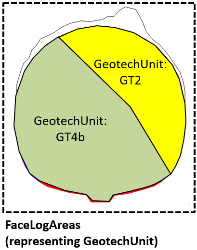 GeotechUnit:
GT2
GeotechUnit:
GT4b
FaceLogAreas
(representing GeotechUnit)